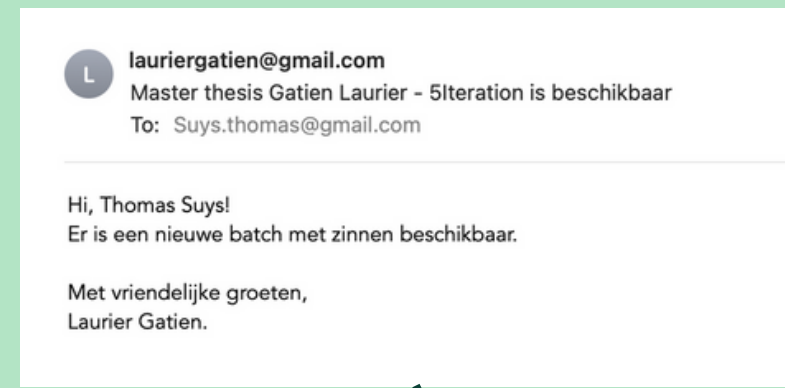 L
lauriergatien@gmail.com
Master thesis Gatien Laurier - 5Iteration is beschikbaar
To: Suys.thomas@gmail.com
Hi, Thomas Suys!
Er is een nieuwe batch met zinnen beschikbaar.
Met vriendelijke groeten,
Laurier Gatien.